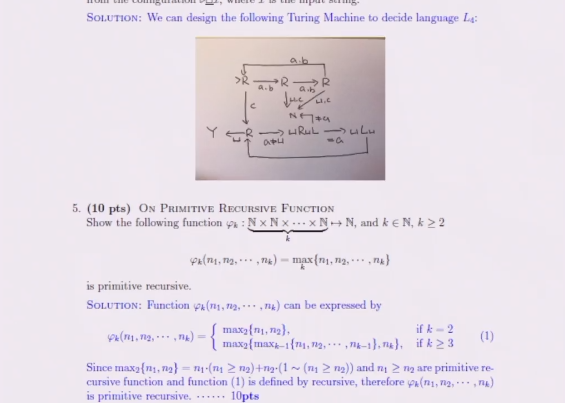 SOLUTION: We can design the following Turing Machine to decide language L₄:
a.b
>R → R → R
a.b a.b
c ⊔.c ⊔.c
N ≠a
Y ← R → ⊔R⊔L → ⊔L⊔
⊔ a≠⊔ =a
5. (10 pts) ON PRIMITIVE RECURSIVE FUNCTION
Show the following function φₖ : ℕ × ℕ × ··· × ℕ ↦ ℕ, and k ∈ ℕ, k ≥ 2
k
φₖ(n₁, n₂, ··· , nₖ) = max{n₁, n₂, ··· , nₖ}
k
is primitive recursive.
SOLUTION: Function φₖ(n₁, n₂, ··· , nₖ) can be expressed by
φₖ(n₁, n₂, ··· , nₖ) = { max₂{n₁, n₂}, if k = 2
max₂{maxₖ₋₁{n₁, n₂, ··· , nₖ₋₁}, nₖ}, if k ≥ 3 (1)
Since max₂{n₁, n₂} = n₁·(n₁ ≥ n₂)+n₂·(1 ∼ (n₁ ≥ n₂)) and n₁ ≥ n₂ are primitive re-
cursive function and function (1) is defined by recursive, therefore φₖ(n₁, n₂, ··· , nₖ)
is primitive recursive. ······ 10pts